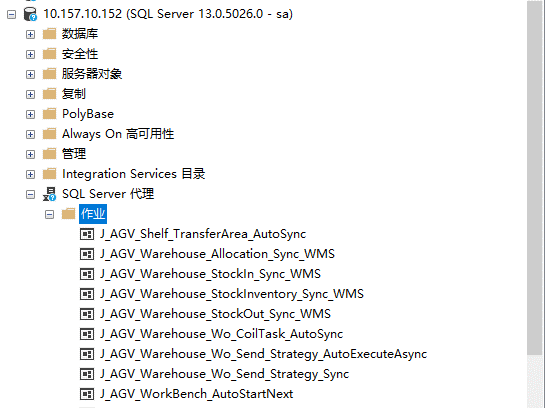 10.157.10.152 (SQL Server 13.0.5026.0 - sa)
数据库
安全性
服务器对象
复制
PolyBase
Always On 高可用性
管理
Integration Services 目录
SQL Server 代理
作业
J_AGV_Shelf_TransferArea_AutoSync
J_AGV_Warehouse_Allocation_Sync_WMS
J_AGV_Warehouse_StockIn_Sync_WMS
J_AGV_Warehouse_StockInventory_Sync_WMS
J_AGV_Warehouse_StockOut_Sync_WMS
J_AGV_Warehouse_Wo_CoilTask_AutoSync
J_AGV_Warehouse_Wo_Send_Strategy_AutoExecuteAsync
J_AGV_Warehouse_Wo_Send_Strategy_Sync
J_AGV_WorkBench_AutoStartNext